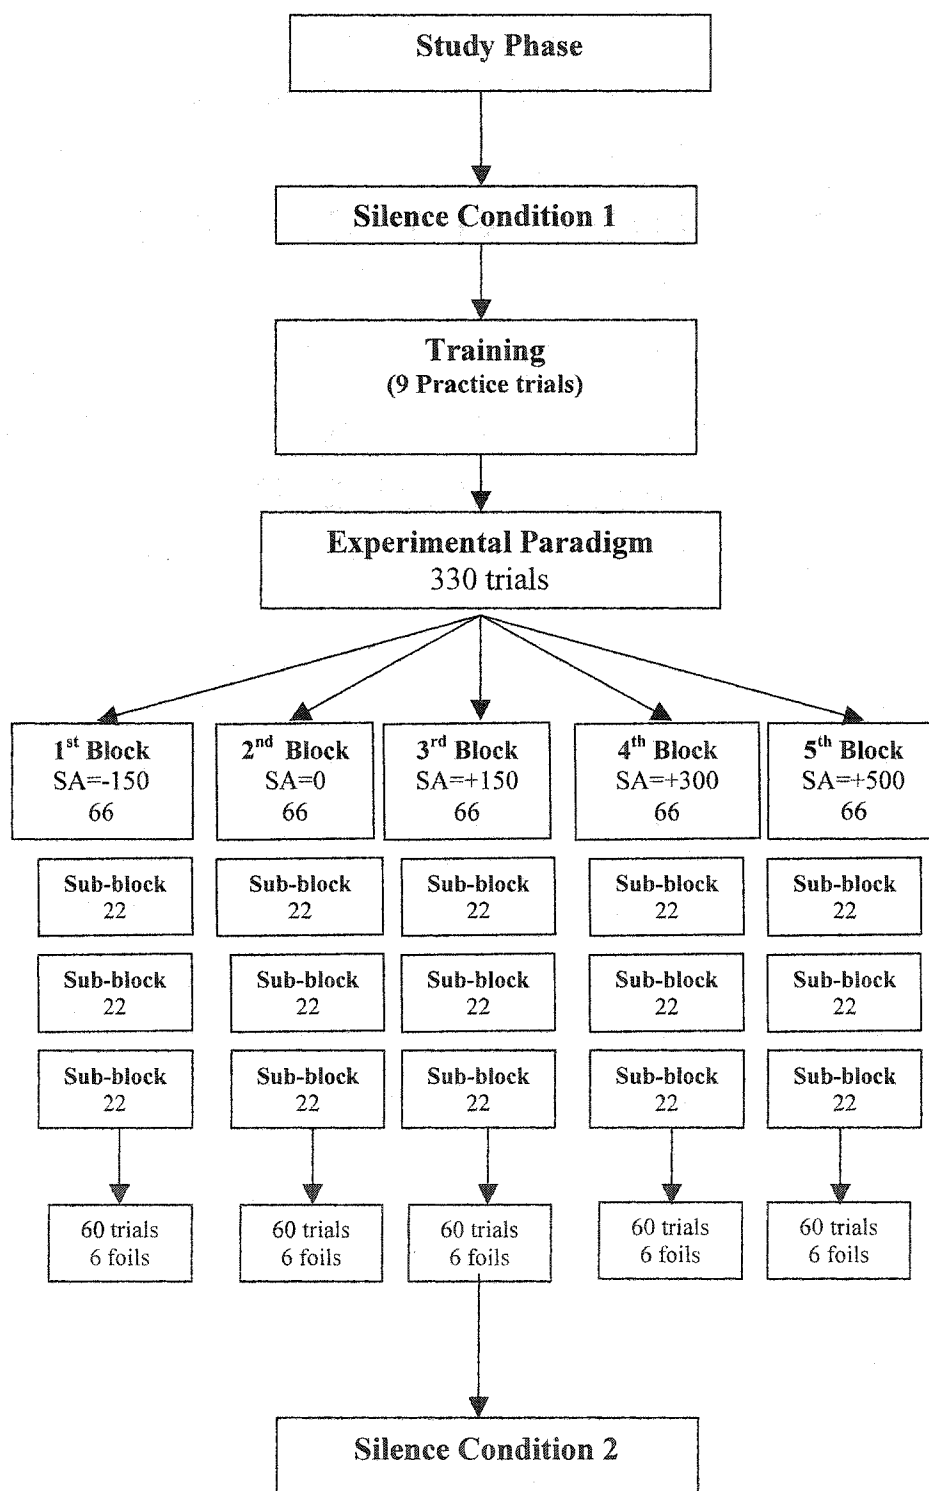 Study Phase
Silence Condition 1
Training
(9 Practice trials)
Experimental Paradigm
330 trials
1st Block
SA=-150
66
2nd Block
SA=0
66
3rd Block
SA=+150
66
4th Block
SA=+300
66
5th Block
SA=+500
66
Sub-block
22
Sub-block
22
Sub-block
22
Sub-block
22
Sub-block
22
Sub-block
22
Sub-block
22
Sub-block
22
Sub-block
22
Sub-block
22
Sub-block
22
Sub-block
22
Sub-block
22
Sub-block
22
Sub-block
22
60 trials
6 foils
60 trials
6 foils
60 trials
6 foils
60 trials
6 foils
60 trials
6 foils
Silence Condition 2